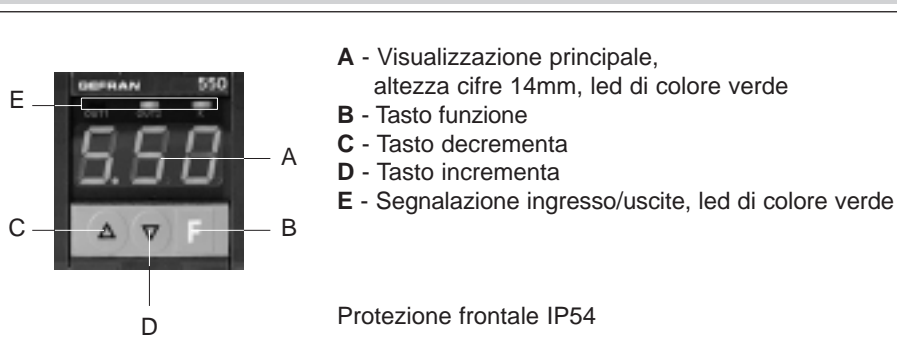 GEFRAN 550
OUT1 OUT2
5.50
F
E
A
C
B
D
A - Visualizzazione principale,
altezza cifre 14mm, led di colore verde
B - Tasto funzione
C - Tasto decrementa
D - Tasto incrementa
E - Segnalazione ingresso/uscite, led di colore verde
Protezione frontale IP54